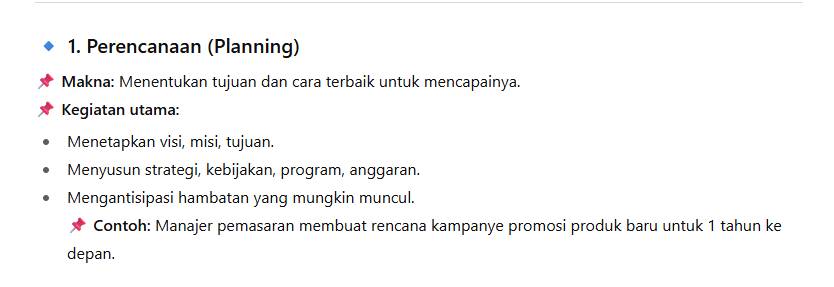 🔹 1. Perencanaan (Planning)
📌 Makna: Menentukan tujuan dan cara terbaik untuk mencapainya.
📌 Kegiatan utama:
• Menetapkan visi, misi, tujuan.
• Menyusun strategi, kebijakan, program, anggaran.
• Mengantisipasi hambatan yang mungkin muncul.
📌 Contoh: Manajer pemasaran membuat rencana kampanye promosi produk baru untuk 1 tahun ke
depan.